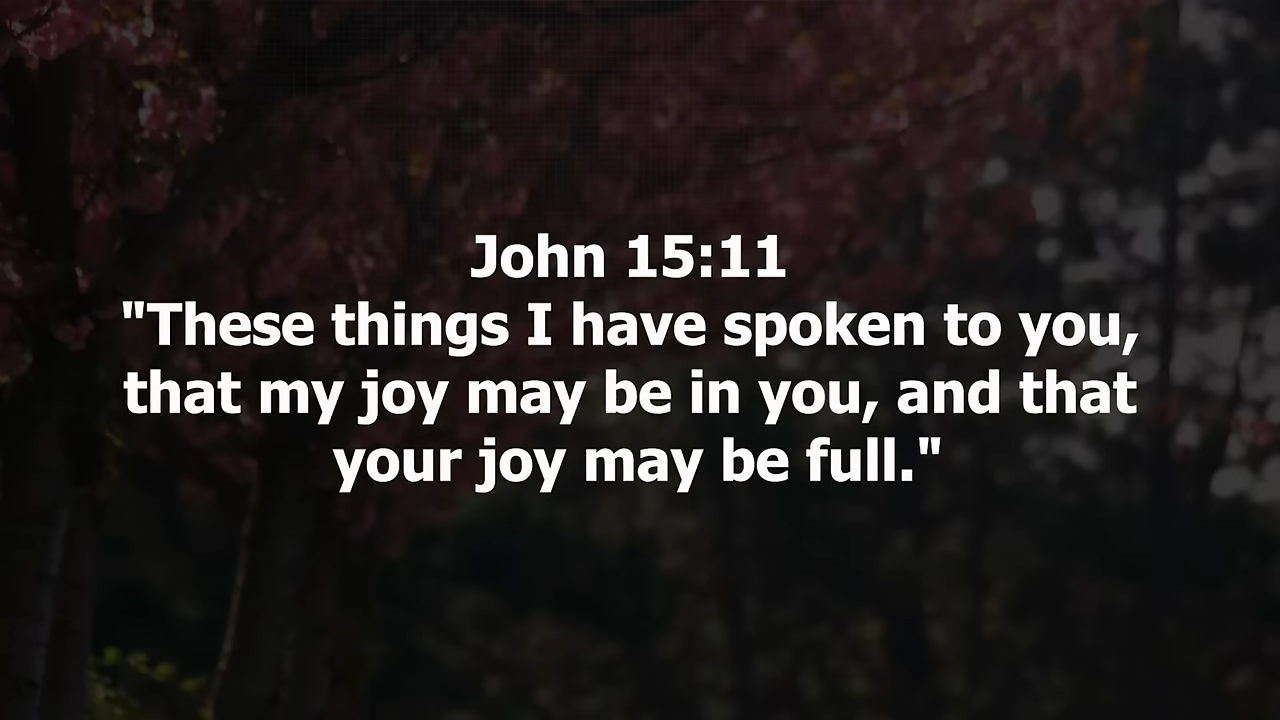 John 15:11
"These things I have spoken to you,
that my joy may be in you, and that
your joy may be full."